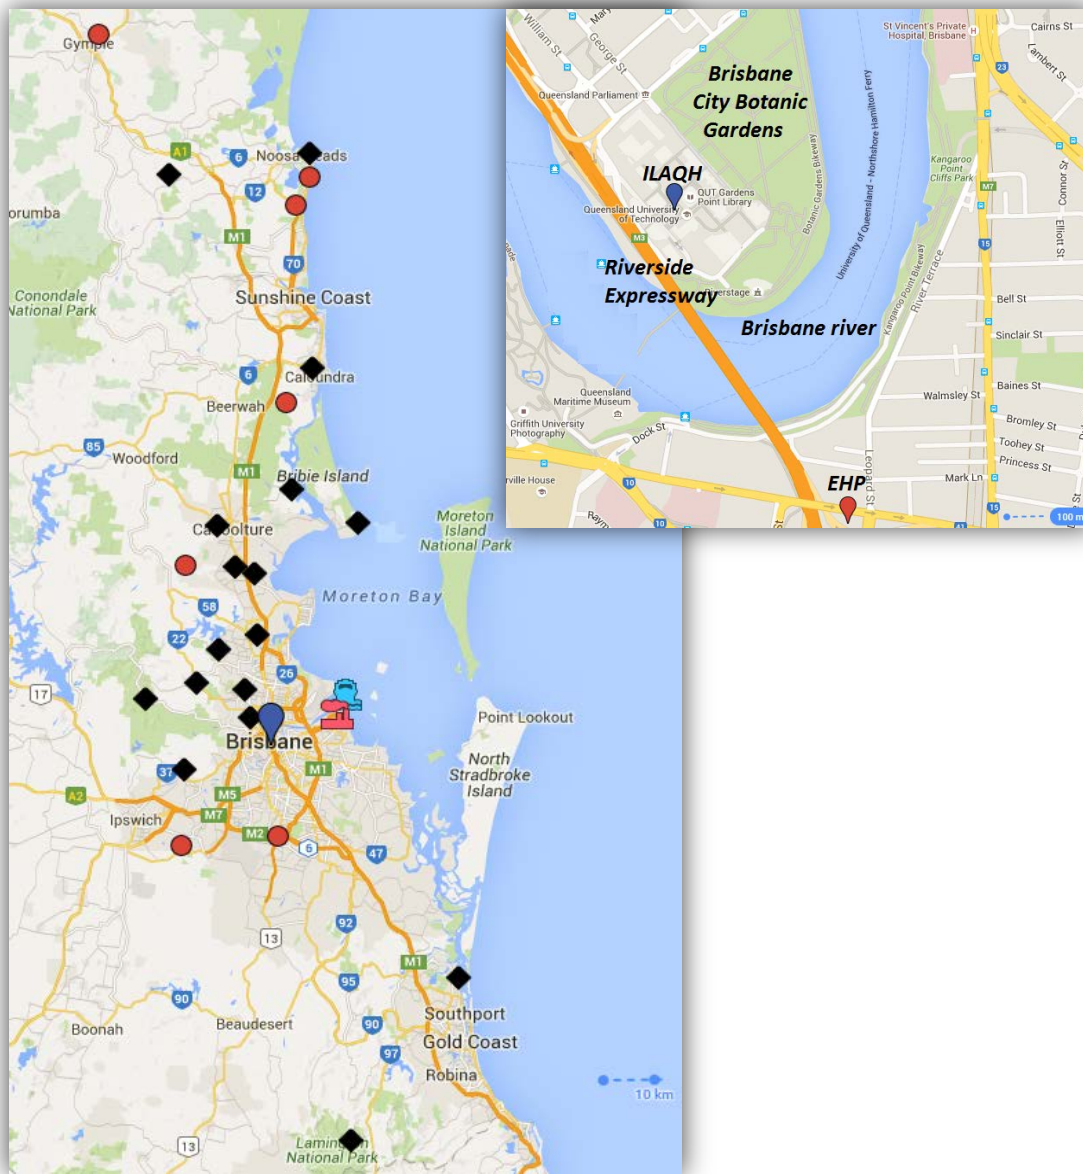 Gympie
A1
6
Noosa Heads
12
orumba
M1
70
Sunshine Coast
Conondale
National Park
6
Caloundra
Beerwah
85
Woodford
M1
Bribie Island
Caboolture
Moreton
Island
National Park
Moreton Bay
58
22
26
17
Point Lookout
Brisbane
North
Stradbroke
Island
37
M1
A2
M5
Ipswich
M7
M2
6
47
92
13
M1
95
90
Southport
Boonah
Beaudesert
90
Gold Coast
97
Robina
10 km
13
Lamington
National Park
William St
George St
St Vincent's Private
Hospital, Brisbane
Cairns St
Lambert St
23
Brisbane
City Botanic
Gardens
Queensland Parliament
University of Queensland - Northshore Hamilton Ferry
Kangaroo
Point
Cliffs Park
Connor St
M7
ILAQH
QUT Gardens
Point Library
Queensland University
of Technology
Botanic Gardens Bikeway
Elliott St
M3
15
Riverside
Expressway
Riverstage
Kangaroo Point Bikeway
River Terrace
Bell St
Brisbane river
Sinclair St
Queensland
Maritime Museum
Baines St
Walmsley St
Griffith University
Photography
Dock St
Bromley St
Toohey St
Leopard St
Princess St
rville House
10
EHP
Mark Ln
15
10
41
100 m